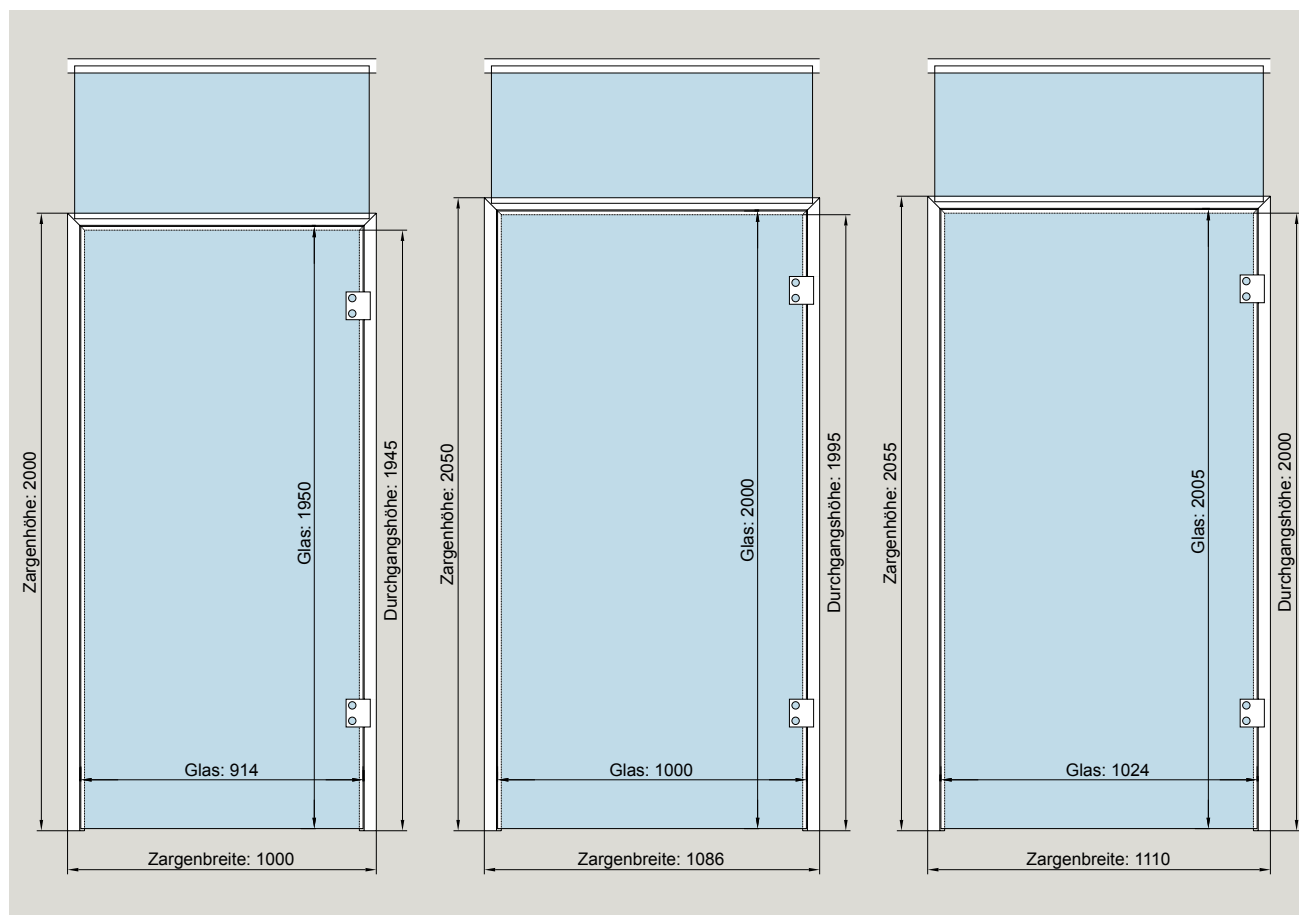 Zargenhöhe: 2000
Glas: 1950
Durchgangshöhe: 1945
Glas: 914
Zargenbreite: 1000
Zargenhöhe: 2050
Glas: 2000
Durchgangshöhe: 1995
Glas: 1000
Zargenbreite: 1086
Zargenhöhe: 2055
Glas: 2005
Durchgangshöhe: 2000
Glas: 1024
Zargenbreite: 1110